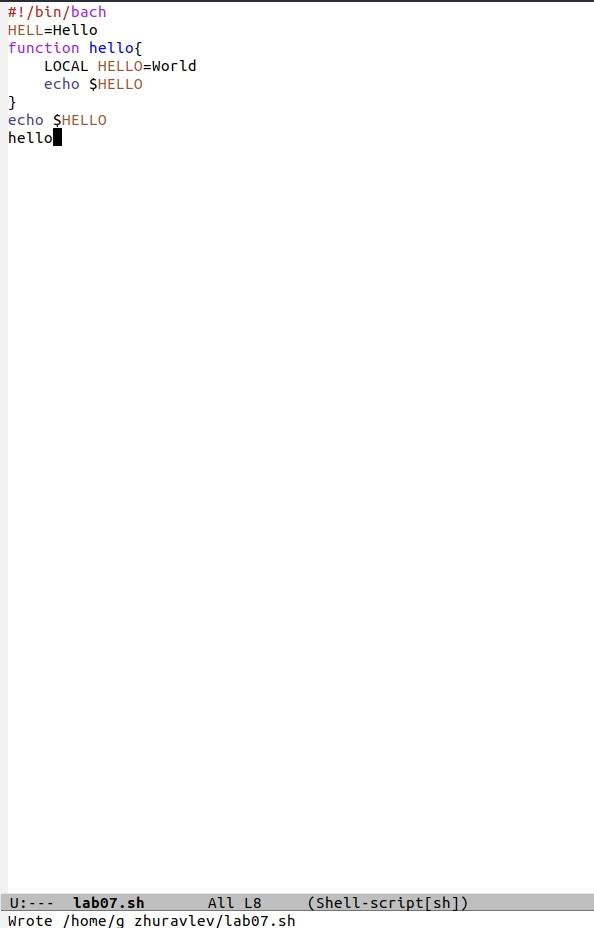 #!/bin/bach
HELL=Hello
function hello{
    LOCAL HELLO=World
    echo $HELLO
}
echo $HELLO
hello
U:---  lab07.sh       All L8     (Shell-script[sh])
Wrote /home/g_zhuravlev/lab07.sh